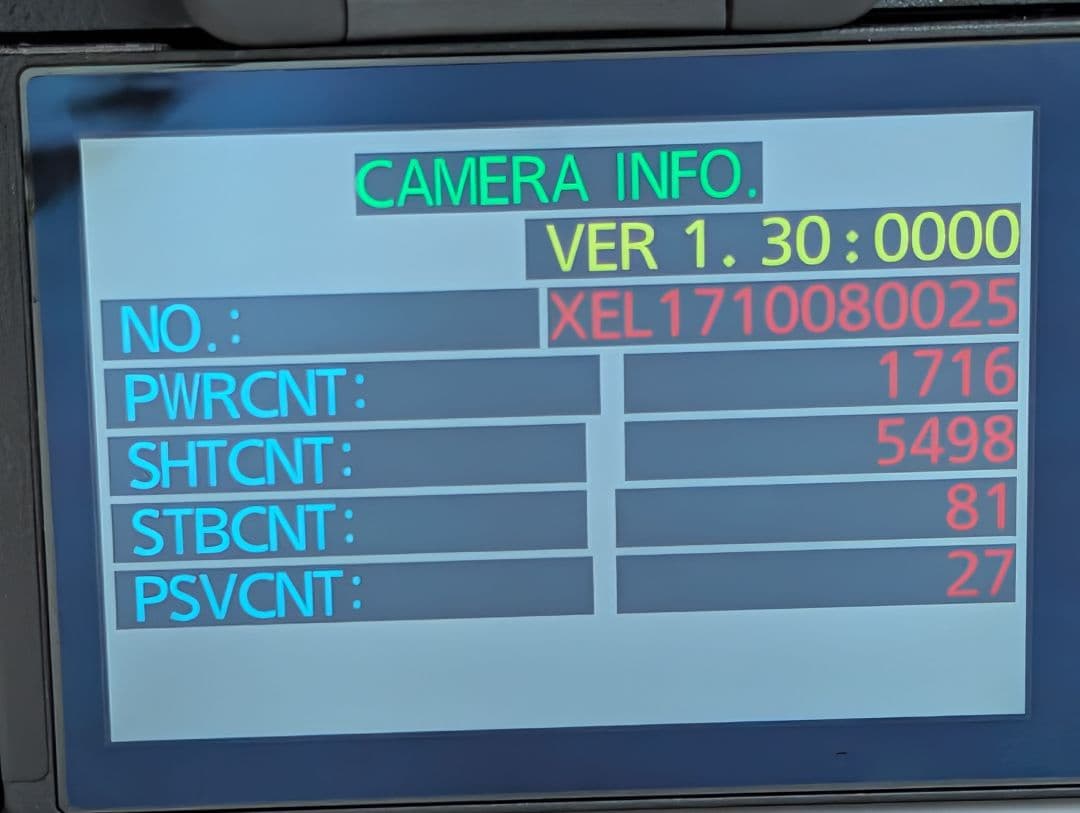 CAMERA INFO.
VER 1. 30:0000
NO.: XEL1710080025
PWRCNT: 1716
SHTCNT: 5498
STBCNT: 81
PSVCNT: 27